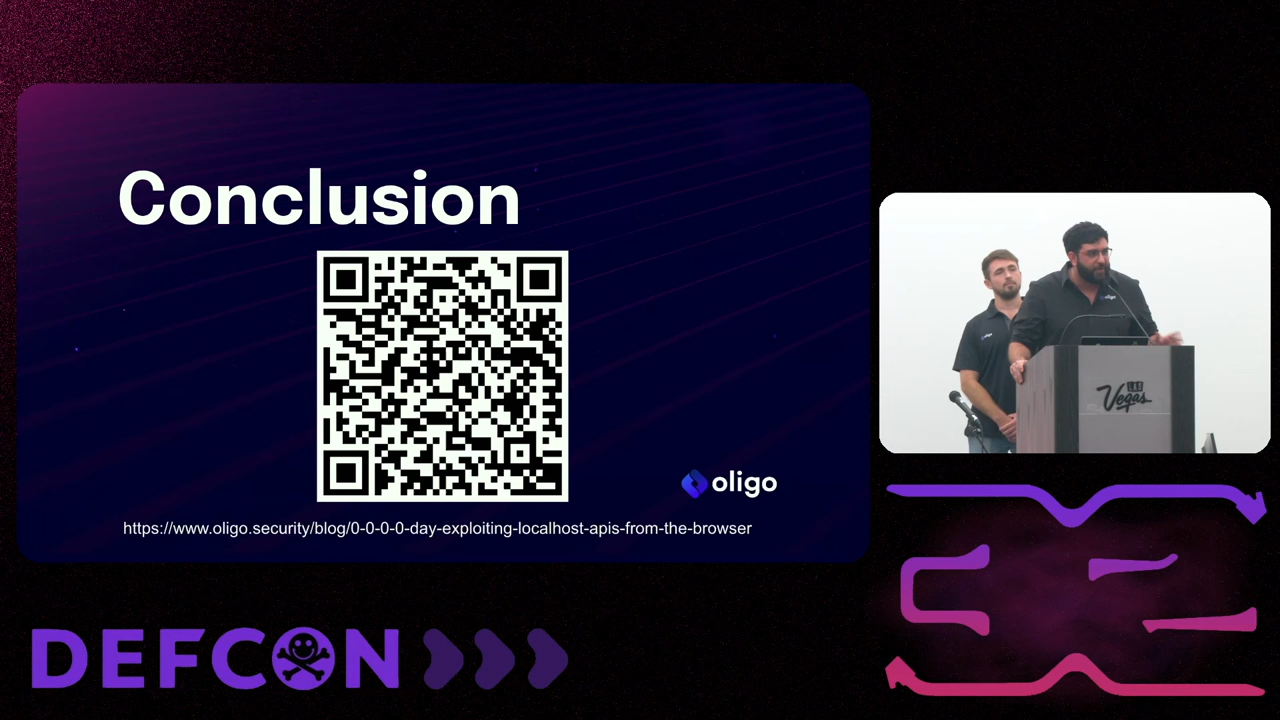 Conclusion
oligo
https://www.oligo.security/blog/0-0-0-0-day-exploiting-localhost-apis-from-the-browser
oligo
Vegas
DEFCON